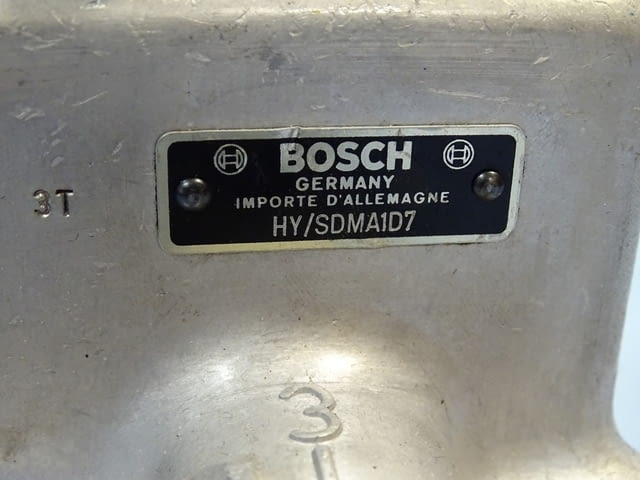 BOSCH
GERMANY
IMPORTE D'ALLEMAGNE
HY/SDMA1D7
3T
3